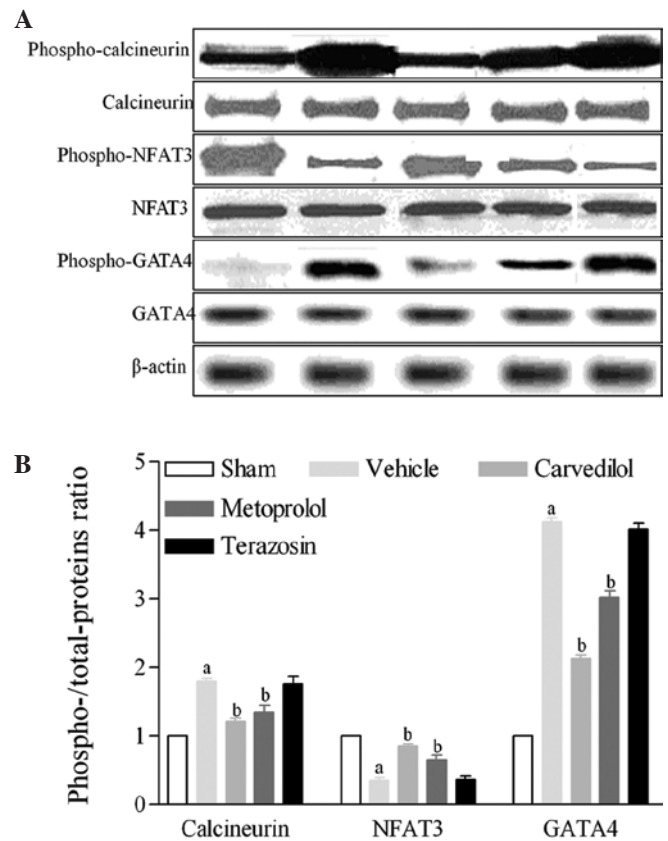 A
Phospho-calcineurin
Calcineurin
Phospho-NFAT3
NFAT3
Phospho-GATA4
GATA4
β-actin
B
Phospho-/total-proteins ratio
5
4
3
2
1
0
Sham Vehicle Carvedilol
Metoprolol
Terazosin
a b b
a b b
a b b
Calcineurin NFAT3 GATA4